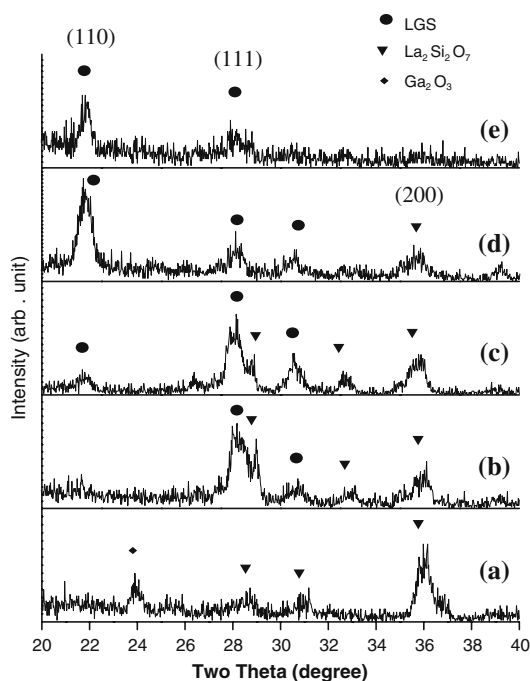 ● LGS
▼ La₂Si₂O₇
◆ Ga₂O₃
(110)
(111)
(e)
(200)
(d)
(c)
(b)
(a)
Intensity (arb . unit)
20 22 24 26 28 30 32 34 36 38 40
Two Theta (degree)